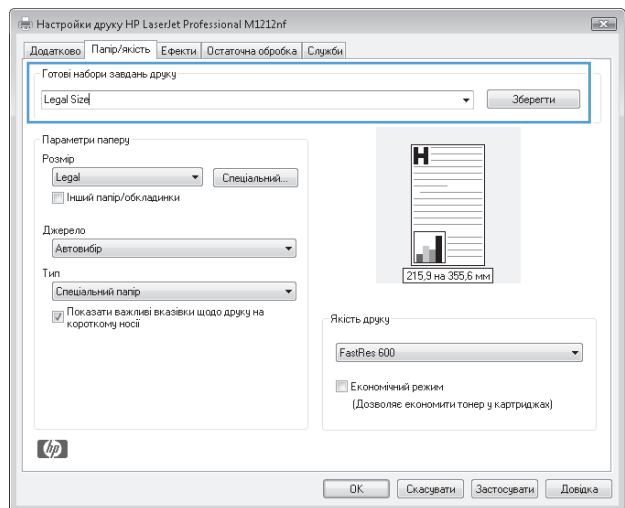 Настройки друку HP LaserJet Professional M1212nf
Додатково Папір/якість Ефекти Остаточна обробка Служби
Готові набори завдань друку
Legal Size Зберегти
Параметри паперу
Розмір
Legal Спеціальний...
Інший папір/обкладинки
Джерело
Автовибір
Тип
Спеціальний папір
Показати важливі вказівки щодо друку на
короткому носії
H
215,9 на 355,6 мм
Якість друку
FastRes 600
Економічний режим
(Дозволяє економити тонер у картриджах)
hp
OK Скасувати Застосувати Довідка